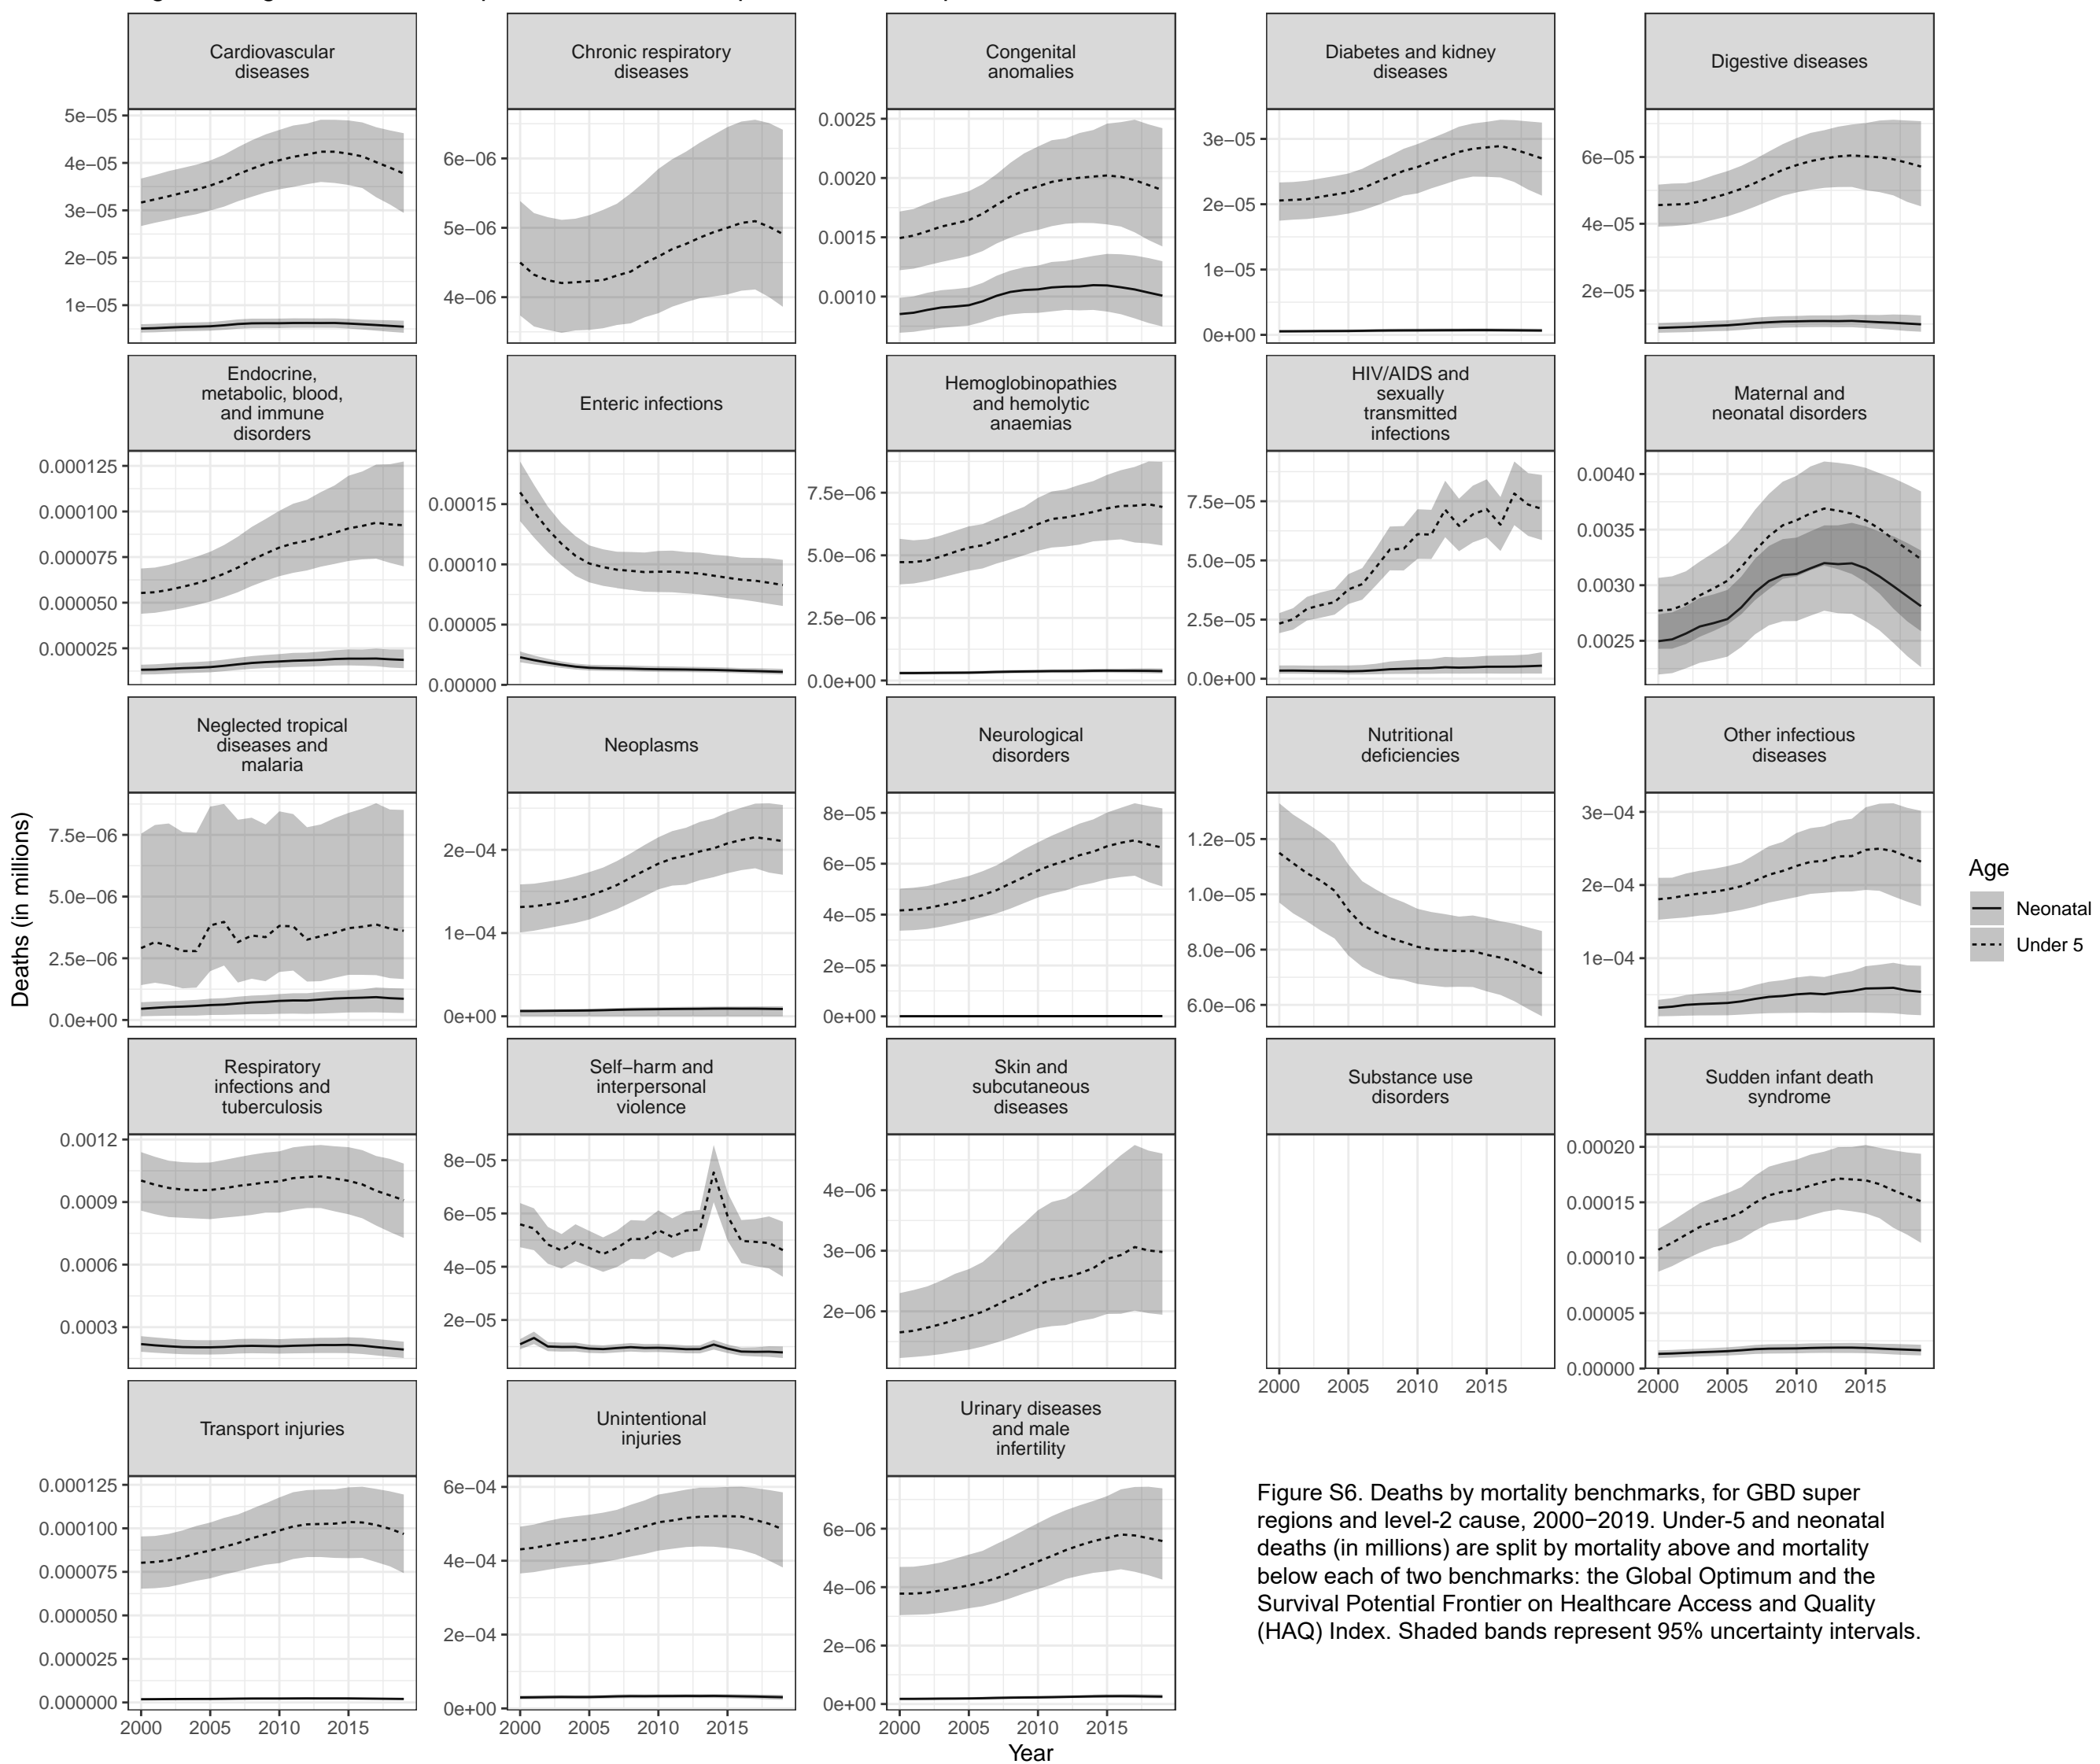 Cardiovascular
diseases
Chronic respiratory
diseases
Congenital
anomalies
Diabetes and kidney
diseases
Digestive diseases
5e−05
4e−05
3e−05
2e−05
1e−05
6e−06
5e−06
4e−06
0.0025
0.0020
0.0015
0.0010
3e−05
2e−05
1e−05
0e+00
6e−05
4e−05
2e−05
Endocrine,
metabolic, blood,
and immune
disorders
Enteric infections
Hemoglobinopathies
and hemolytic
anaemias
HIV/AIDS and
sexually
transmitted
infections
Maternal and
neonatal disorders
0.000125
0.000100
0.000075
0.000050
0.000025
0.00015
0.00010
0.00005
0.00000
7.5e−06
5.0e−06
2.5e−06
0.0e+00
7.5e−05
5.0e−05
2.5e−05
0.0e+00
0.0040
0.0035
0.0030
0.0025
Neglected tropical
diseases and
malaria
Neoplasms
Neurological
disorders
Nutritional
deficiencies
Other infectious
diseases
7.5e−06
5.0e−06
2.5e−06
0.0e+00
2e−04
1e−04
0e+00
8e−05
6e−05
4e−05
2e−05
0e+00
1.2e−05
1.0e−05
8.0e−06
6.0e−06
3e−04
2e−04
1e−04
Deaths (in millions)
Age
Neonatal
Under 5
Respiratory
infections and
tuberculosis
Self−harm and
interpersonal
violence
Skin and
subcutaneous
diseases
Substance use
disorders
Sudden infant death
syndrome
0.0012
0.0009
0.0006
0.0003
8e−05
6e−05
4e−05
2e−05
4e−06
3e−06
2e−06
2000 2005 2010 2015
0.00020
0.00015
0.00010
0.00005
0.00000
2000 2005 2010 2015
Transport injuries
Unintentional
injuries
Urinary diseases
and male
infertility
0.000125
0.000100
0.000075
0.000050
0.000025
0.000000
2000 2005 2010 2015
6e−04
4e−04
2e−04
0e+00
2000 2005 2010 2015
6e−06
4e−06
2e−06
0e+00
2000 2005 2010 2015
Year
Figure S6. Deaths by mortality benchmarks, for GBD super
regions and level-2 cause, 2000−2019. Under-5 and neonatal
deaths (in millions) are split by mortality above and mortality
below each of two benchmarks: the Global Optimum and the
Survival Potential Frontier on Healthcare Access and Quality
(HAQ) Index. Shaded bands represent 95% uncertainty intervals.